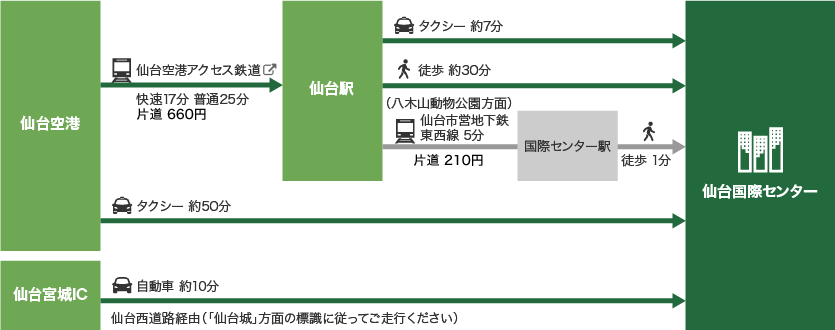 仙台空港
仙台空港アクセス鉄道
快速17分 普通25分
片道 660円
仙台駅
タクシー 約7分
徒歩 約30分
（八木山動物公園方面）
仙台市営地下鉄
東西線 5分
片道 210円
国際センター駅
徒歩 1分
タクシー 約50分
仙台国際センター
仙台宮城IC
自動車 約10分
仙台西道路経由（「仙台城」方面の標識に従ってご走行ください）